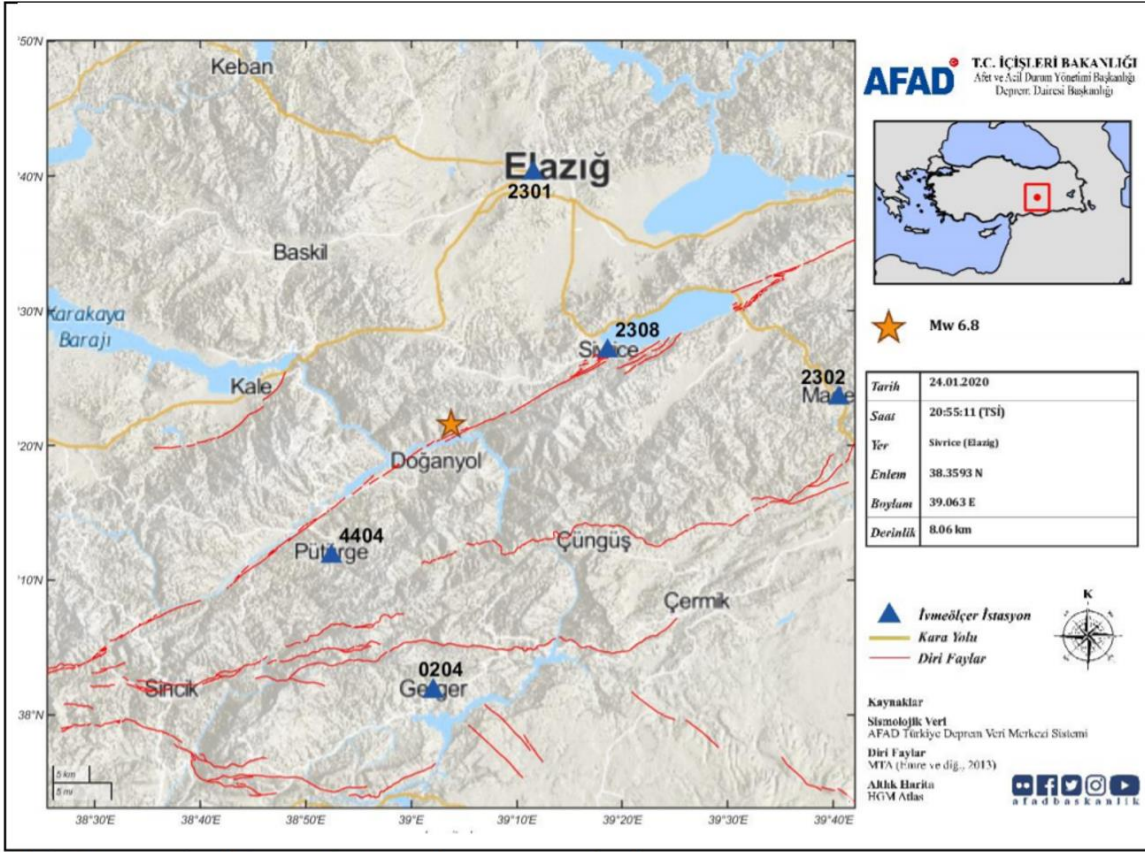 AFAD
T.C. İÇİŞLERİ BAKANLIĞI
Afet ve Acil Durum Yönetimi Başkanlığı
Deprem Dairesi Başkanlığı
'50'N
Keban
Elazığ
'40'N
2301
Baskil
'30'N
Karakaya
Barajı
2308
Sivrice
2302
Kale
'20'N
Doğanyol
4404
Pütürge
Çüngüş
'10'N
Çermik
0204
Sincik
Gerger
38°N
5 km
5 mi
38°30'E 38°40'E 38°50'E 39°E 39°10'E 39°20'E 39°30'E 39°40'E
Mw 6.8
Tarih 24.01.2020
Saat 20:55:11 (TSİ)
Yer Sivrice (Elazig)
Enlem 38.3593 N
Boylam 39.063 E
Derinlik 8.06 km
K
İvmeölçer İstasyon
Kara Yolu
Diri Faylar
Kaynaklar
Sismolojik Veri
AFAD Türkiye Deprem Veri Merkezi Sistemi
Diri Faylar
MTA (Emre ve diğ., 2013)
Altlık Harita
HGM Atlas
afadbaskanlik